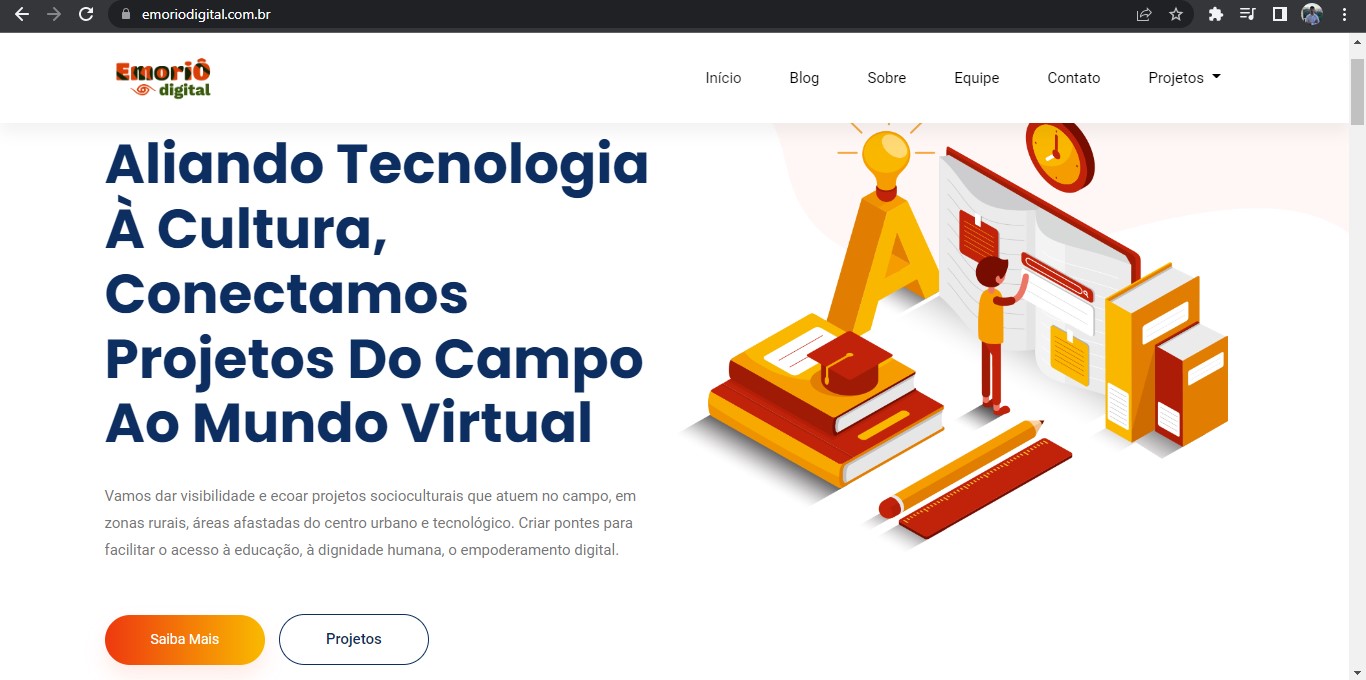 emoriodigital.com.br
EmoriÔ
digital
Início Blog Sobre Equipe Contato Projetos
Aliando Tecnologia
À Cultura,
Conectamos
Projetos Do Campo
Ao Mundo Virtual
Vamos dar visibilidade e ecoar projetos socioculturais que atuem no campo, em
zonas rurais, áreas afastadas do centro urbano e tecnológico. Criar pontes para
facilitar o acesso à educação, à dignidade humana, o empoderamento digital.
Saiba Mais Projetos
A